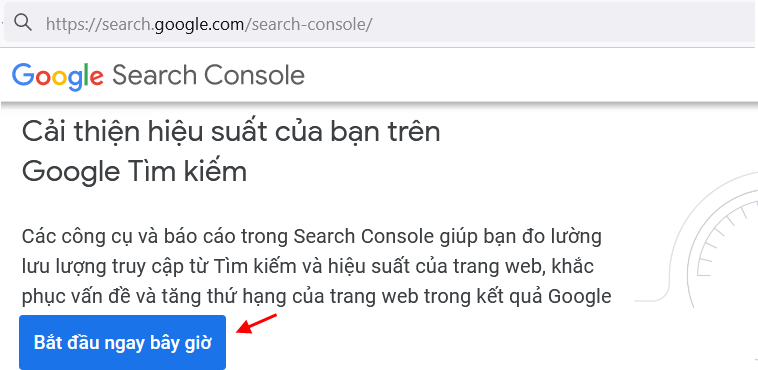 https://search.google.com/search-console/
Google Search Console
Cải thiện hiệu suất của bạn trên
Google Tìm kiếm
Các công cụ và báo cáo trong Search Console giúp bạn đo lường
lưu lượng truy cập từ Tìm kiếm và hiệu suất của trang web, khắc
phục vấn đề và tăng thứ hạng của trang web trong kết quả Google
Bắt đầu ngay bây giờ